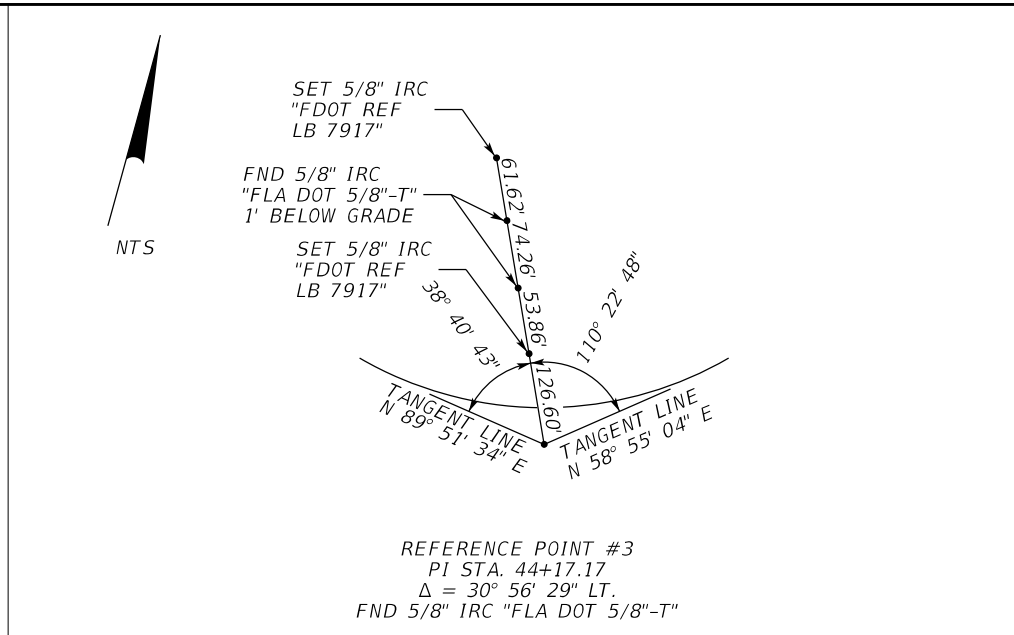 SET 5/8" IRC
"FDOT REF
LB 7917"
FND 5/8" IRC
"FLA DOT 5/8"-T"
1' BELOW GRADE
SET 5/8" IRC
"FDOT REF
LB 7917"
NTS
61.62'
74.26'
53.86'
126.60'
38° 40' 43"
110° 22' 48"
TANGENT LINE
N 89° 51' 34" E
TANGENT LINE
N 58° 55' 04" E
REFERENCE POINT #3
PI STA. 44+17.17
Δ = 30° 56' 29" LT.
FND 5/8" IRC "FLA DOT 5/8"-T"